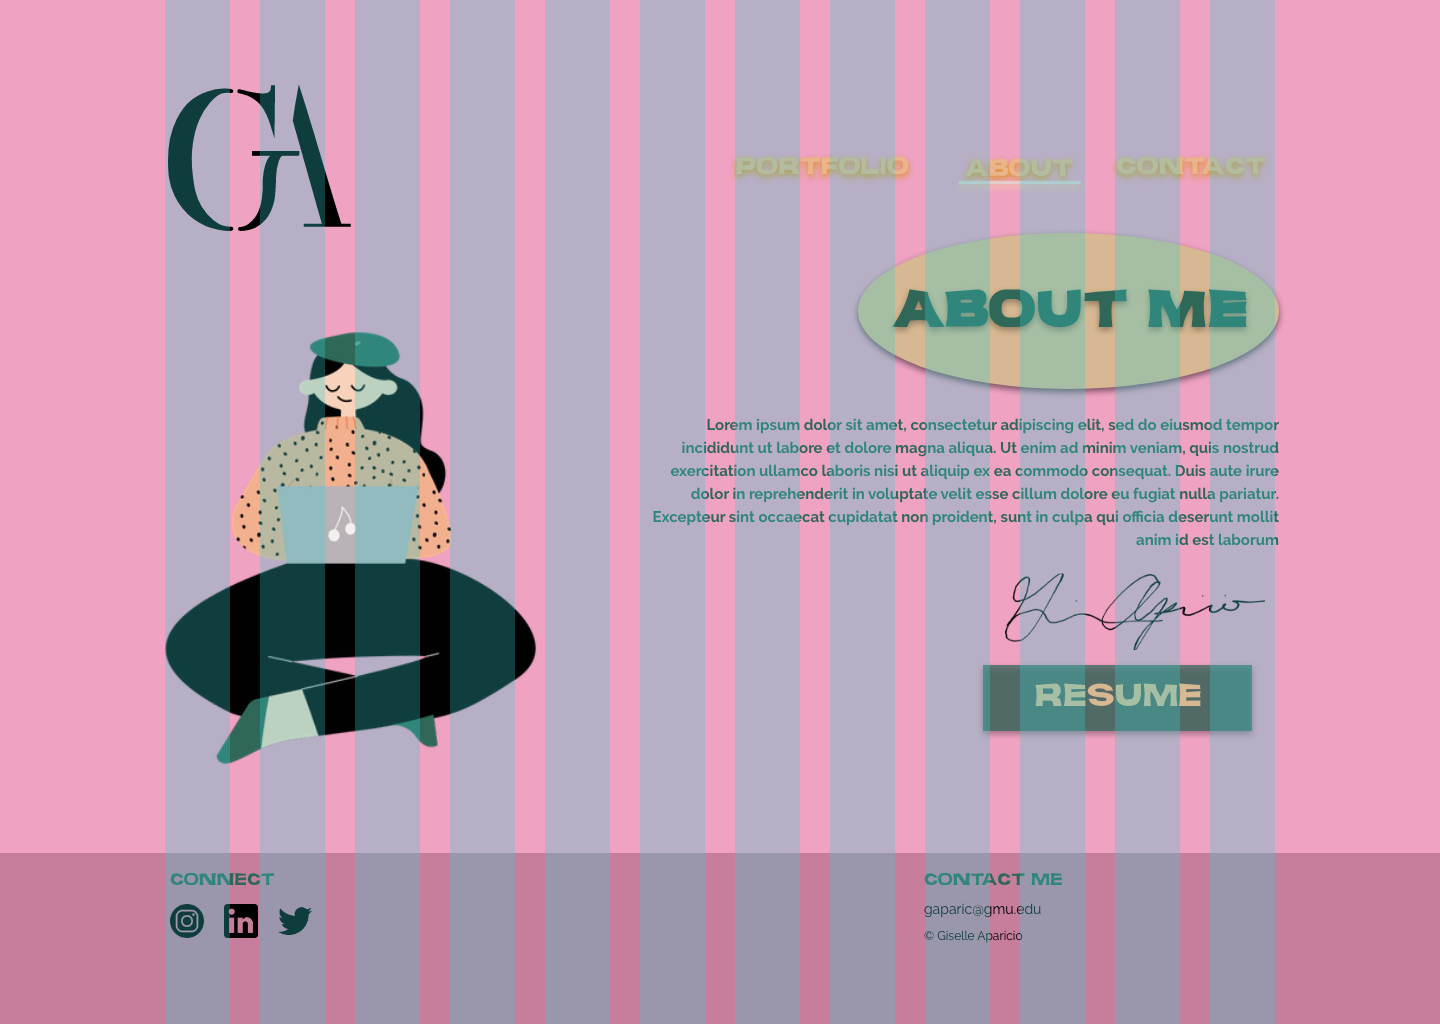 GA
PORTFOLIO ABOUT CONTACT
ABOUT ME
Lorem ipsum dolor sit amet, consectetur adipiscing elit, sed do eiusmod tempor
incididunt ut labore et dolore magna aliqua. Ut enim ad minim veniam, quis nostrud
exercitation ullamco laboris nisi ut aliquip ex ea commodo consequat. Duis aute irure
dolor in reprehenderit in voluptate velit esse cillum dolore eu fugiat nulla pariatur.
Excepteur sint occaecat cupidatat non proident, sunt in culpa qui officia deserunt mollit
anim id est laborum
RESUME
CONNECT
in
CONTACT ME
gaparic@gmu.edu
© Giselle Aparicio